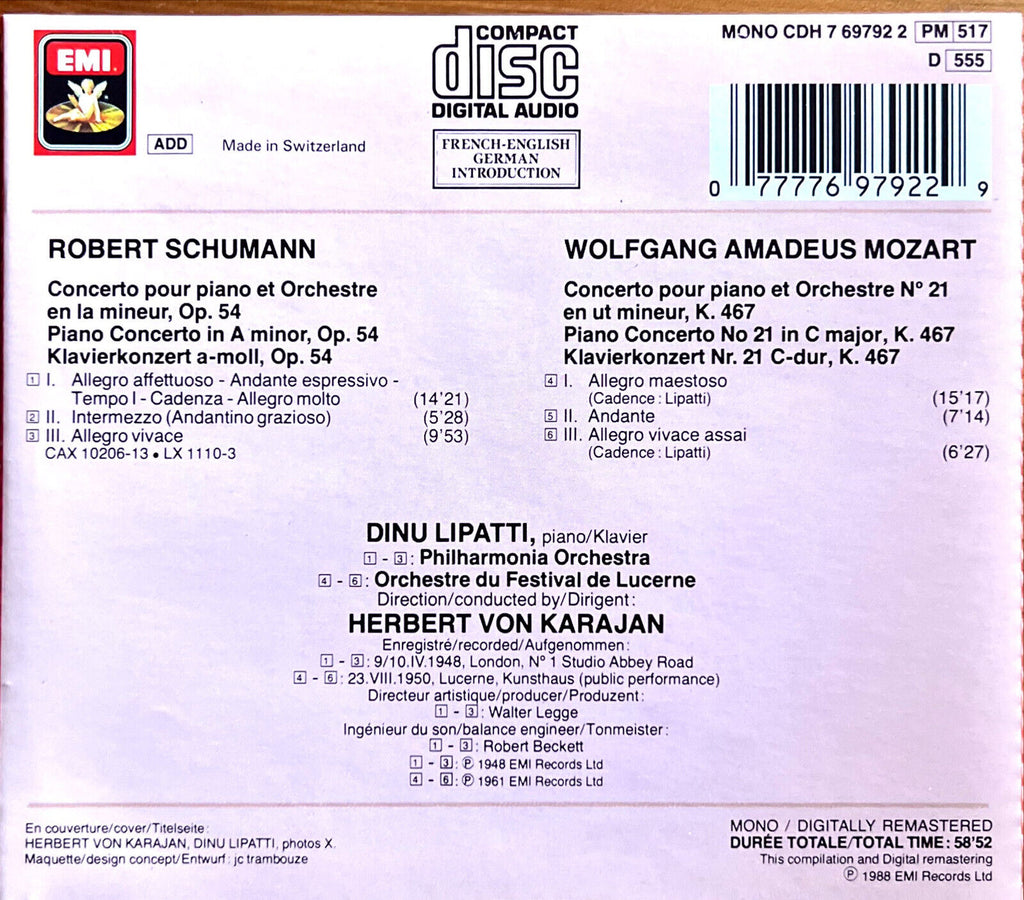 EMI
ADD
Made in Switzerland
COMPACT
disc
DIGITAL AUDIO
FRENCH-ENGLISH
GERMAN
INTRODUCTION
MONO CDH 7 69792 2 PM 517
D 555
0 77776 97922 9
ROBERT SCHUMANN
Concerto pour piano et Orchestre
en la mineur, Op. 54
Piano Concerto in A minor, Op. 54
Klavierkonzert a-moll, Op. 54
1 I. Allegro affettuoso - Andante espressivo -
Tempo I - Cadenza - Allegro molto (14'21)
2 II. Intermezzo (Andantino grazioso) (5'28)
3 III. Allegro vivace (9'53)
CAX 10206-13 • LX 1110-3
WOLFGANG AMADEUS MOZART
Concerto pour piano et Orchestre Nº 21
en ut mineur, K. 467
Piano Concerto No 21 in C major, K. 467
Klavierkonzert Nr. 21 C-dur, K. 467
4 I. Allegro maestoso
(Cadence : Lipatti) (15'17)
5 II. Andante (7'14)
6 III. Allegro vivace assai
(Cadence : Lipatti) (6'27)
DINU LIPATTI, piano/Klavier
1 - 3 : Philharmonia Orchestra
4 - 6 : Orchestre du Festival de Lucerne
Direction/conducted by/Dirigent :
HERBERT VON KARAJAN
Enregistré/recorded/Aufgenommen :
1 - 3 : 9/10.IV.1948, London, Nº 1 Studio Abbey Road
4 - 6 : 23.VIII.1950, Lucerne, Kunsthaus (public performance)
Directeur artistique/producer/Produzent :
1 - 3 : Walter Legge
Ingénieur du son/balance engineer/Tonmeister :
1 - 3 : Robert Beckett
1 - 3 : ℗ 1948 EMI Records Ltd
4 - 6 : ℗ 1961 EMI Records Ltd
En couverture/cover/Titelseite :
HERBERT VON KARAJAN, DINU LIPATTI, photos X.
Maquette/design concept/Entwurf : jc trambouze
MONO / DIGITALLY REMASTERED
DURÉE TOTALE/TOTAL TIME : 58'52
This compilation and Digital remastering
℗ 1988 EMI Records Ltd